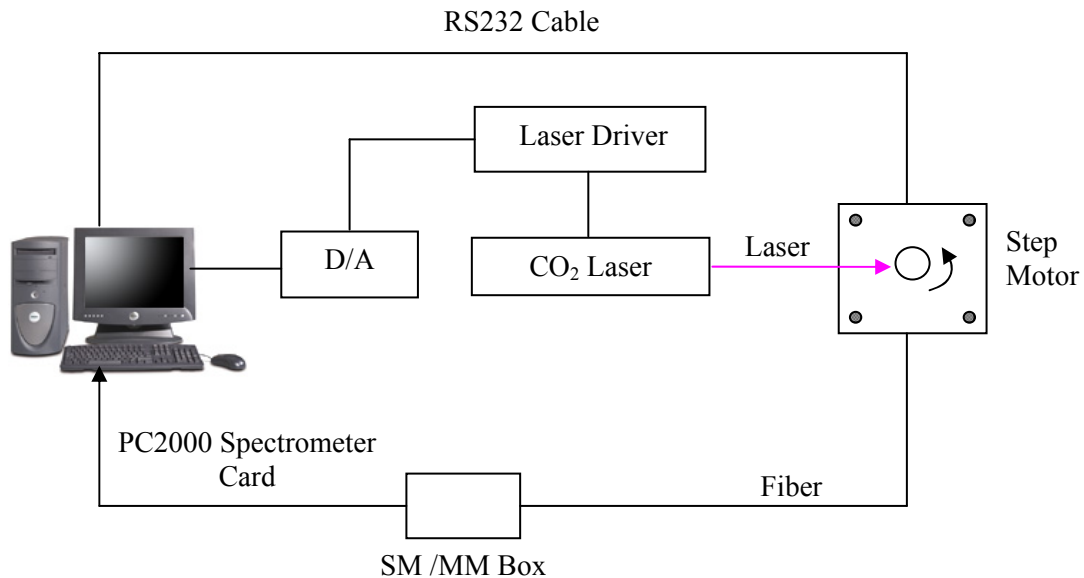 RS232 Cable
Laser Driver
D/A
CO₂ Laser
Laser
Step
Motor
PC2000 Spectrometer
Card
Fiber
SM /MM Box